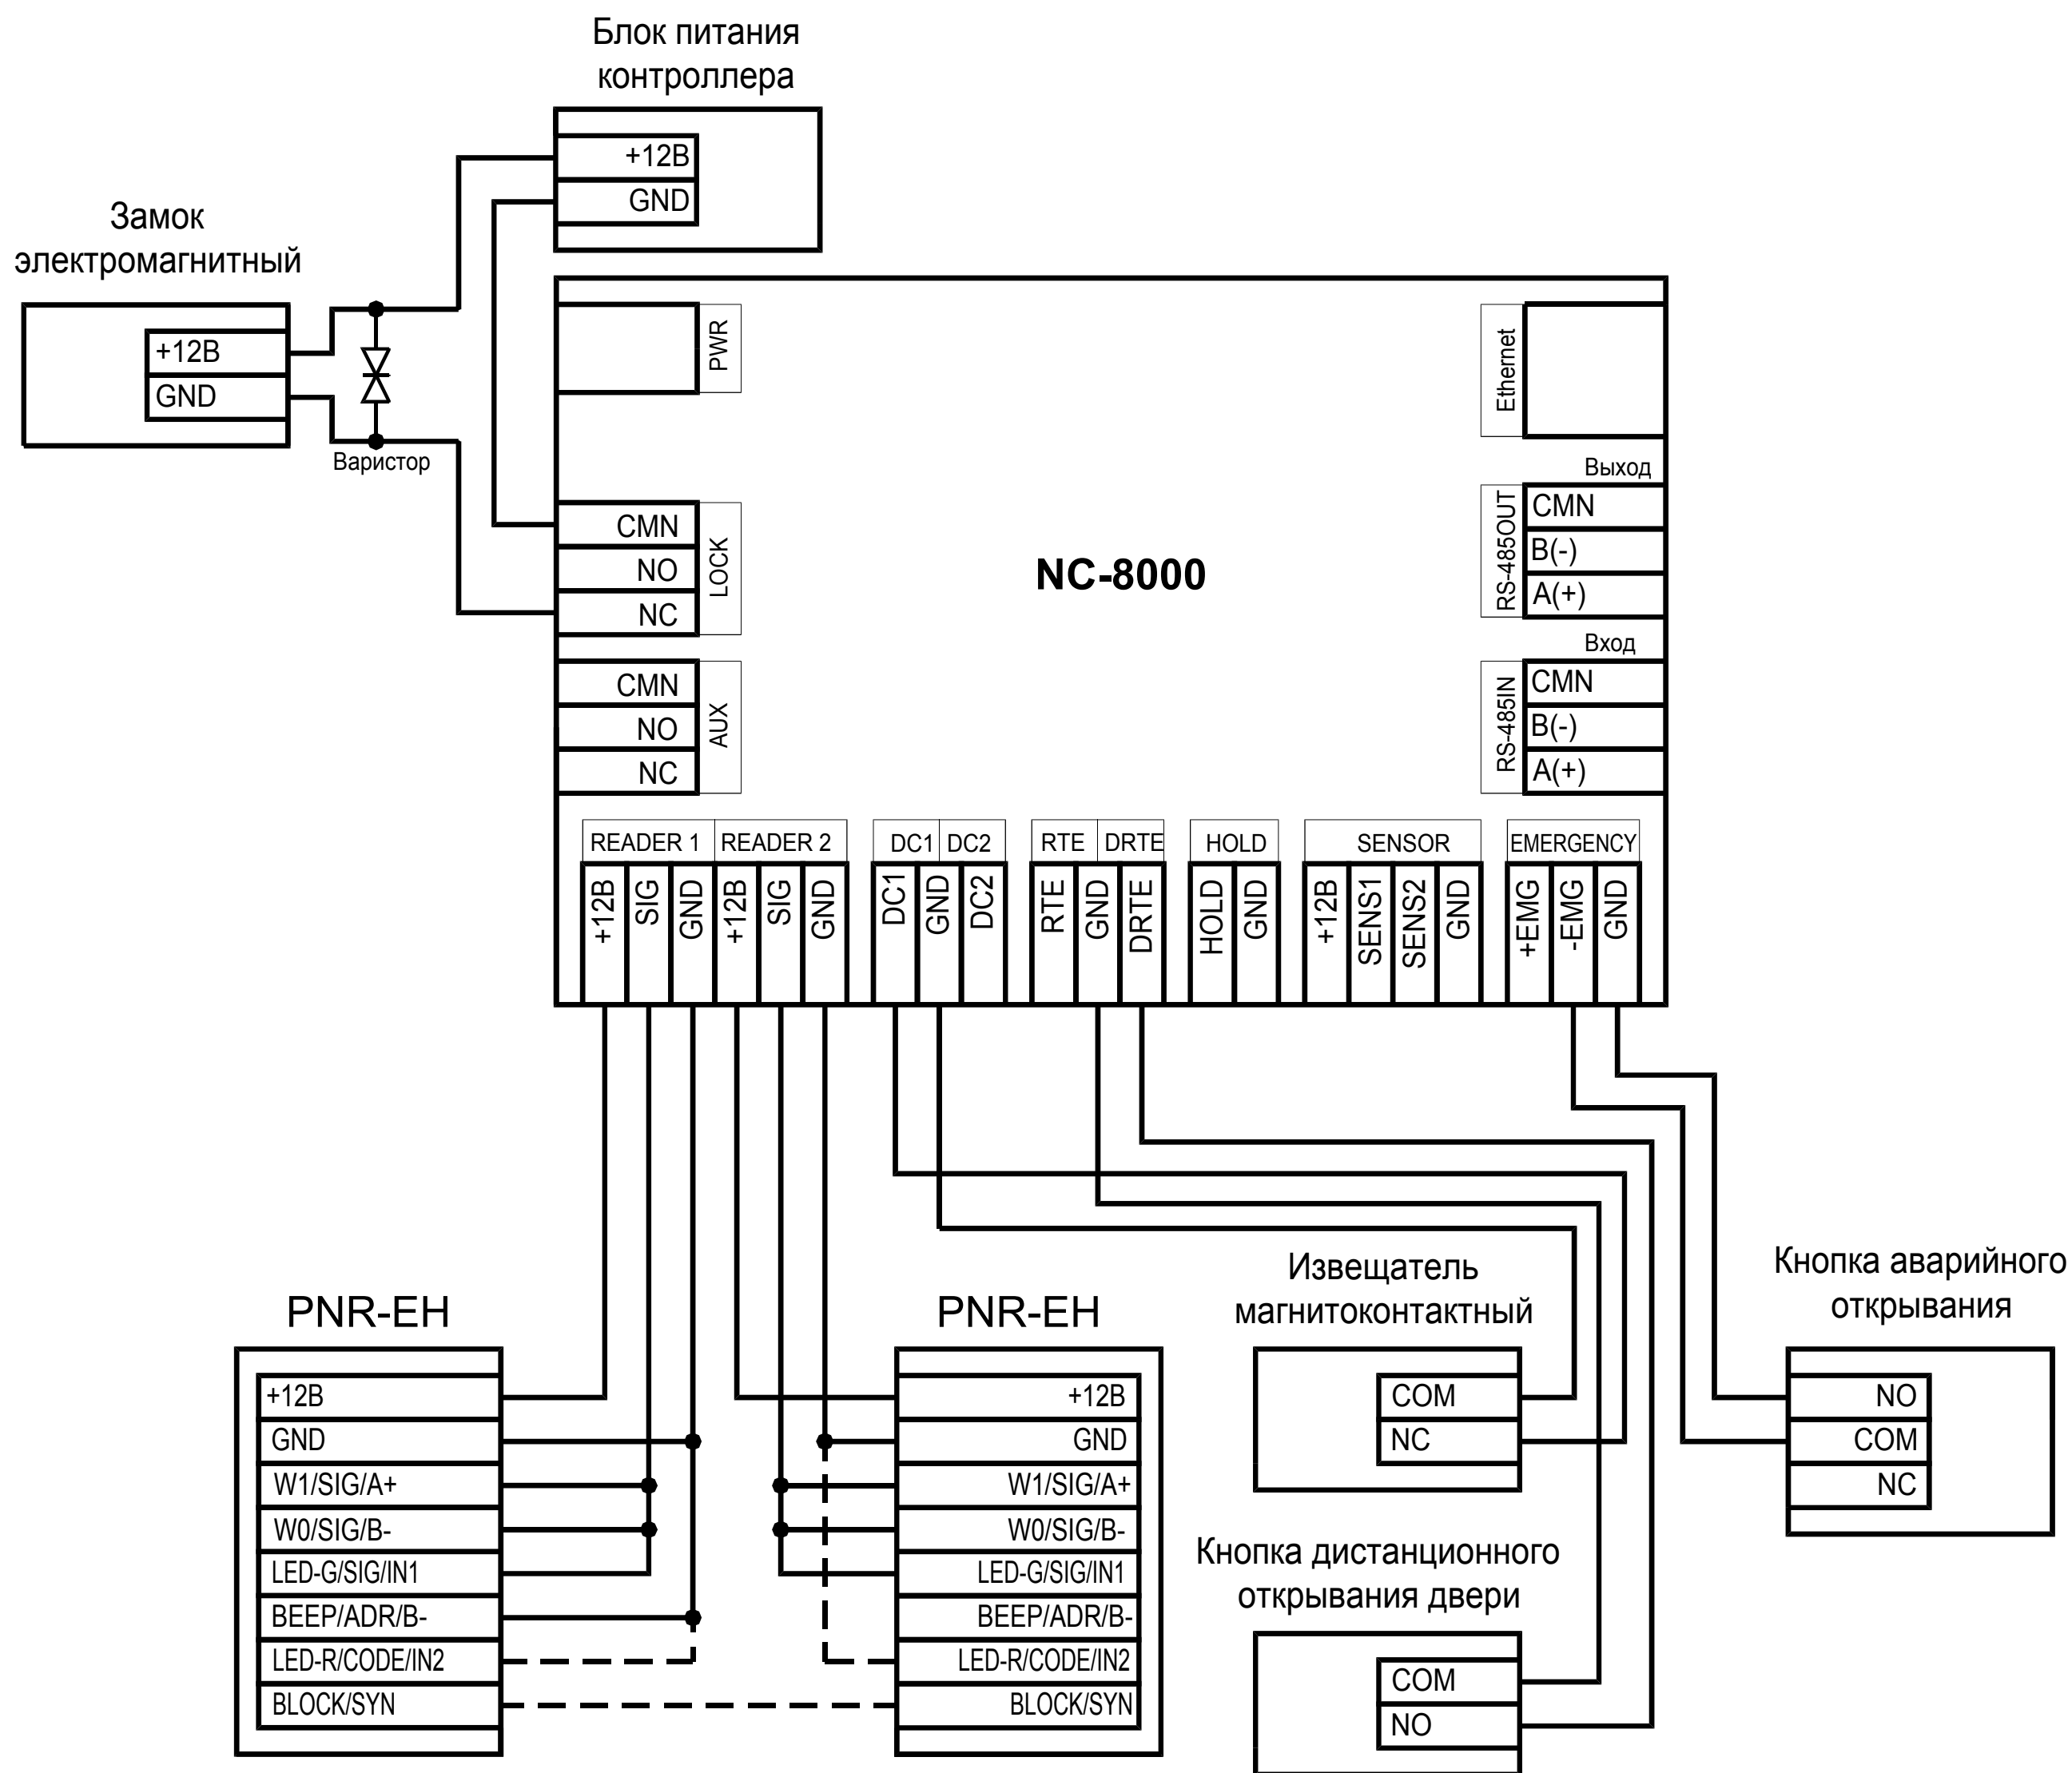 Блок питания
контроллера
+12В
GND
Замок
электромагнитный
+12В
GND
Варистор
PWR
Ethernet
Выход
CMN
B(-)
A(+)
RS-485OUT
CMN
NO
NC
LOCK
NC-8000
Вход
CMN
B(-)
A(+)
RS-485IN
CMN
NO
NC
AUX
READER 1
READER 2
DC1
DC2
RTE
DRTE
HOLD
SENSOR
EMERGENCY
+12В
SIG
GND
+12В
SIG
GND
DC1
GND
DC2
RTE
GND
DRTE
HOLD
GND
+12В
SENS1
SENS2
GND
+EMG
-EMG
GND
PNR-EH
+12В
GND
W1/SIG/A+
W0/SIG/B-
LED-G/SIG/IN1
BEEP/ADR/B-
LED-R/CODE/IN2
BLOCK/SYN
PNR-EH
+12В
GND
W1/SIG/A+
W0/SIG/B-
LED-G/SIG/IN1
BEEP/ADR/B-
LED-R/CODE/IN2
BLOCK/SYN
Извещатель
магнитоконтактный
COM
NC
Кнопка дистанционного
открывания двери
COM
NO
Кнопка аварийного
открывания
NO
COM
NC